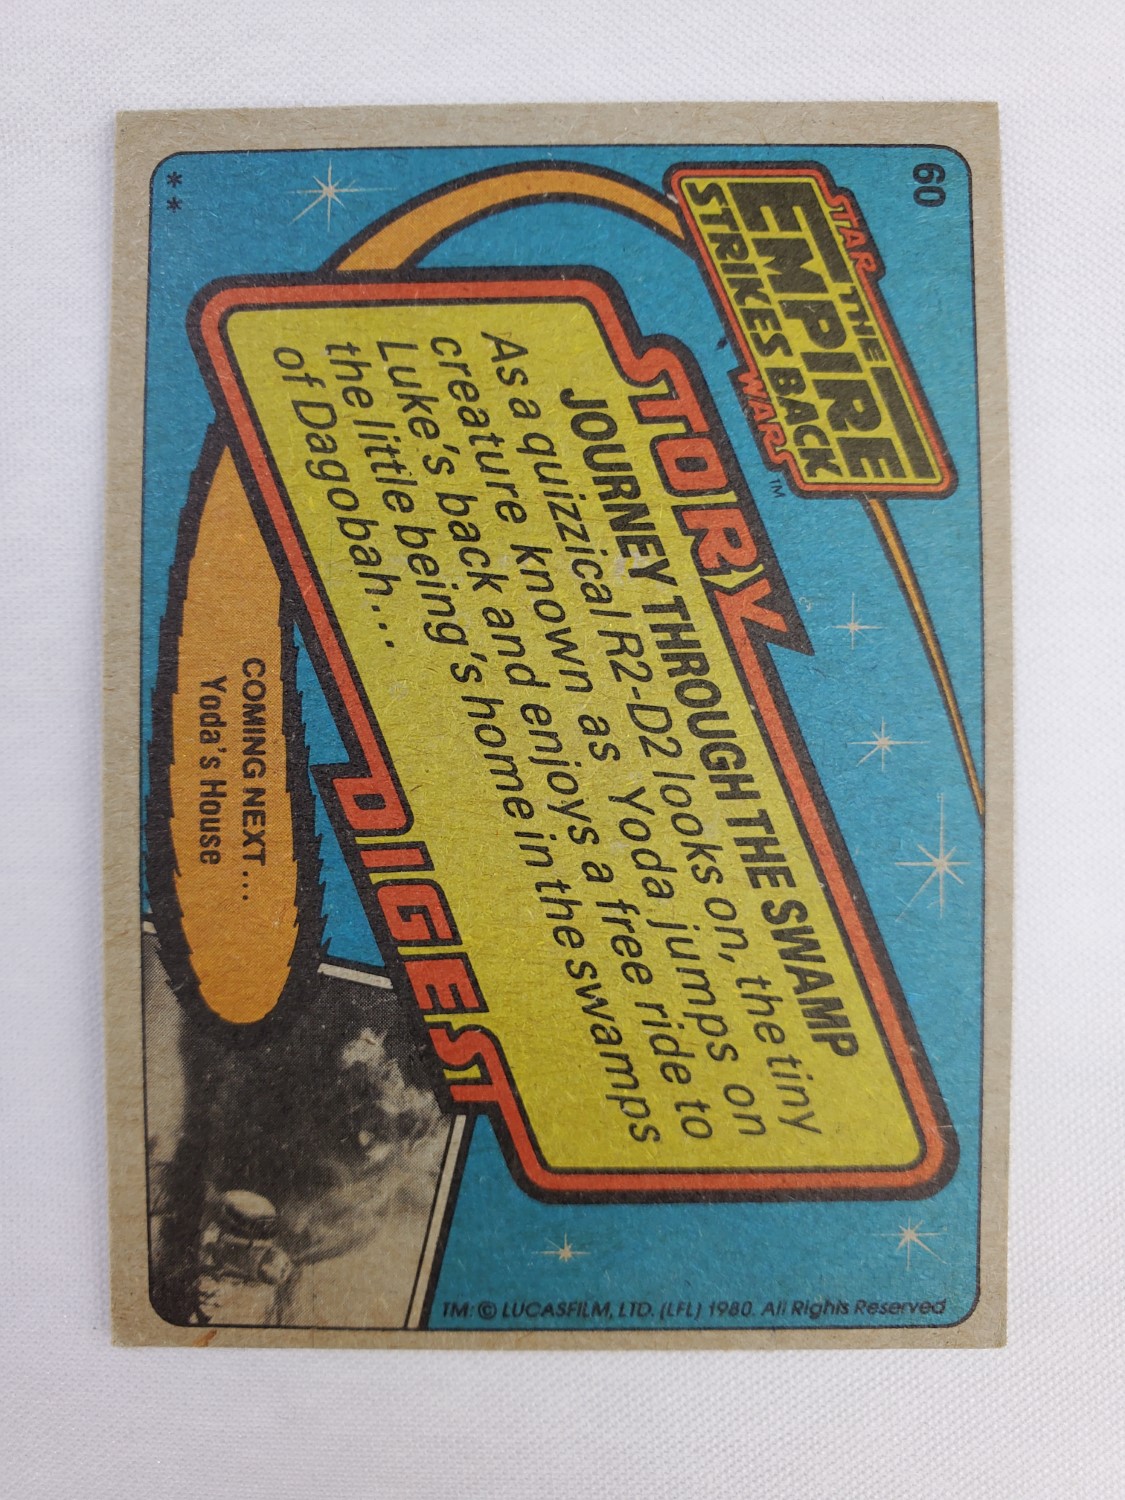 60
STAR
THE
EMPIRE
STRIKES BACK
WARS
TM
STORY
JOURNEY THROUGH THE SWAMP
As a quizzical R2-D2 looks on, the tiny
creature known as Yoda jumps on
Luke's back and enjoys a free ride to
the little being's home in the swamps
of Dagobah...
DIGEST
COMING NEXT...
Yoda's House
**
TM: © LUCASFILM, LTD. (LFL) 1980. All Rights Reserved